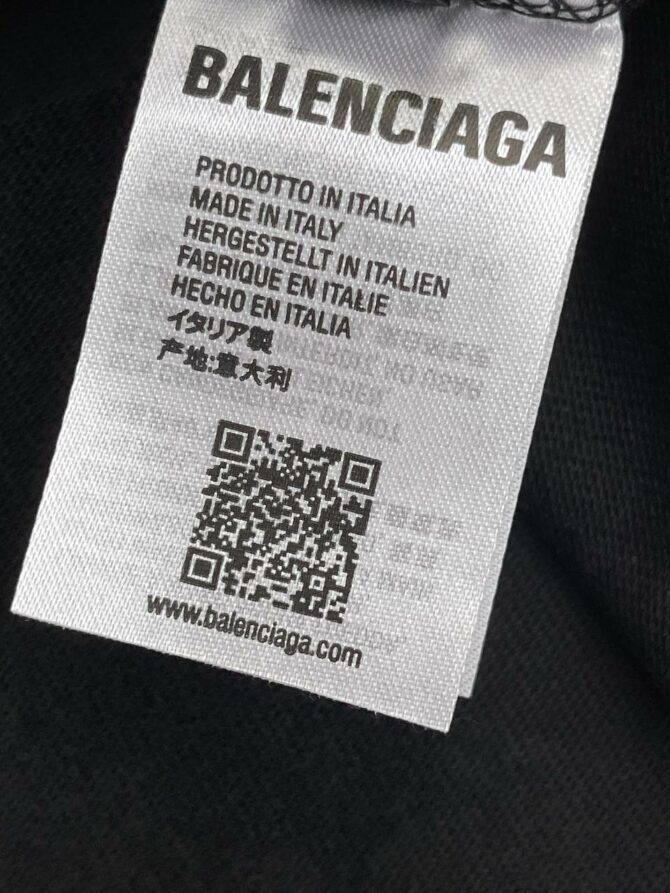 BALENCIAGA
PRODOTTO IN ITALIA
MADE IN ITALY
HERGESTELLT IN ITALIEN
FABRIQUE EN ITALIE
HECHO EN ITALIA
イタリア製
产地:意大利
www.balenciaga.com